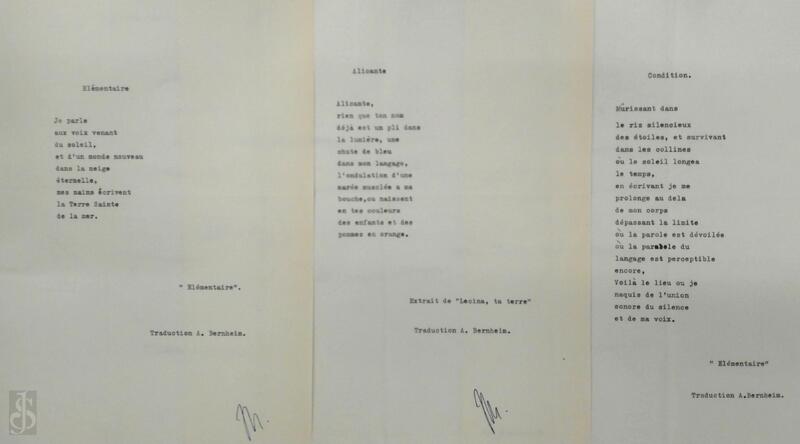 Elémentaire
Je parle
aux voix venant
du soleil,
et d'un monde nouveau
dans la neige
éternelle,
mes mains écrivent
la Terre Sainte
de la mer.
" Elémentaire".
Traduction A. Bernheim.
Alicante
Alicante,
rien que ton nom
déjà est un pli dans
la lumière, une
chute de bleu
dans mon langage,
l'ondulation d'une
marée musclée a ma
bouche,ou naissent
en tes couleurs
des enfants et des
pommes en orange.
Extrait de "Lecina, ta terre"
Traduction A. Bernheim.
Condition.
Mûrissant dans
le riz silencieux
des étoiles, et survivant
dans les collines
où le soleil longea
le temps,
en écrivant je me
prolonge au dela
de mon corps
dépassant la limite
où la parole est dévoilée
où la parabole du
langage est perceptible
encore,
Voilà le lieu ou je
naquis de l'union
sonore du silence
et de ma voix.
" Elémentaire"
Traduction A.Bernheim.